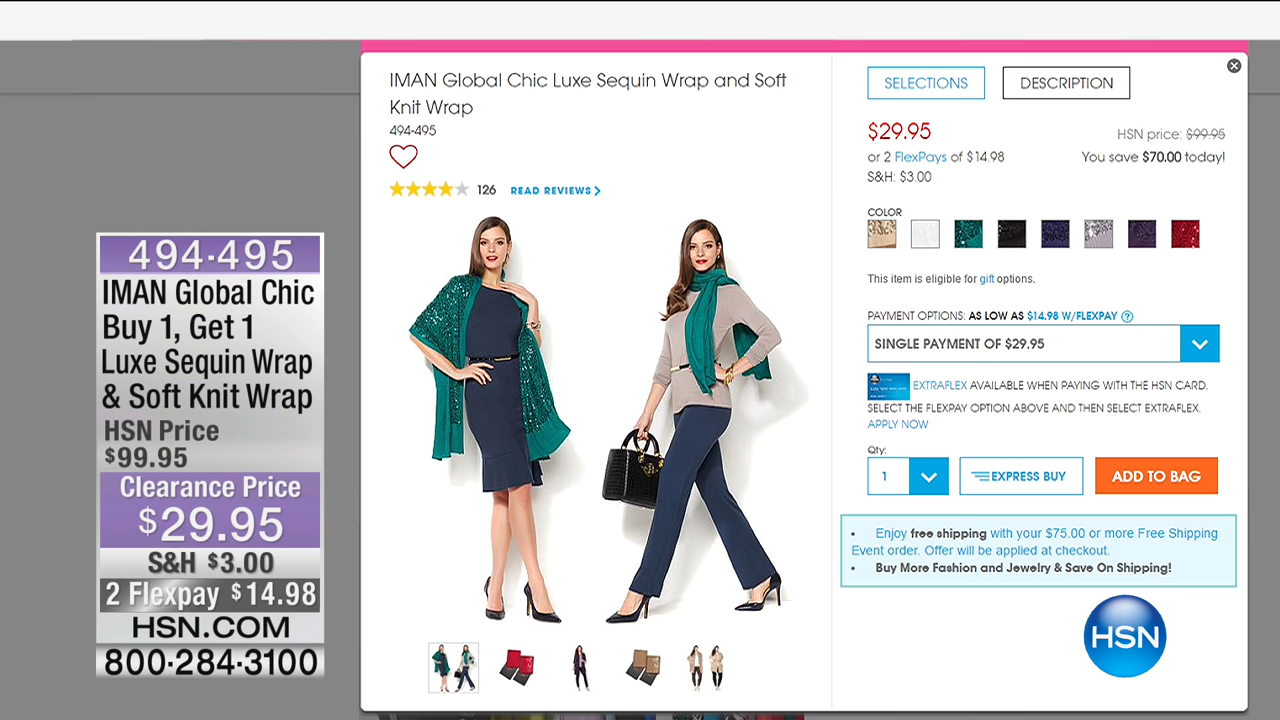 494·495
IMAN Global Chic
Buy 1, Get 1
Luxe Sequin Wrap
& Soft Knit Wrap
HSN Price
$99.95
Clearance Price
$29.95
S&H $3.00
2 Flexpay $14.98
HSN.COM
800·284·3100
IMAN Global Chic Luxe Sequin Wrap and Soft
Knit Wrap
494-495
126 READ REVIEWS
SELECTIONS DESCRIPTION
$29.95 HSN price: $99.95
or 2 FlexPays of $14.98 You save $70.00 today!
S&H: $3.00
COLOR
This item is eligible for gift options.
PAYMENT OPTIONS: AS LOW AS $14.98 W/FLEXPAY ?
SINGLE PAYMENT OF $29.95
EXTRAFLEX AVAILABLE WHEN PAYING WITH THE HSN CARD.
SELECT THE FLEXPAY OPTION ABOVE AND THEN SELECT EXTRAFLEX.
APPLY NOW
Qty:
1 EXPRESS BUY ADD TO BAG
• Enjoy free shipping with your $75.00 or more Free Shipping
Event order. Offer will be applied at checkout.
• Buy More Fashion and Jewelry & Save On Shipping!
HSN